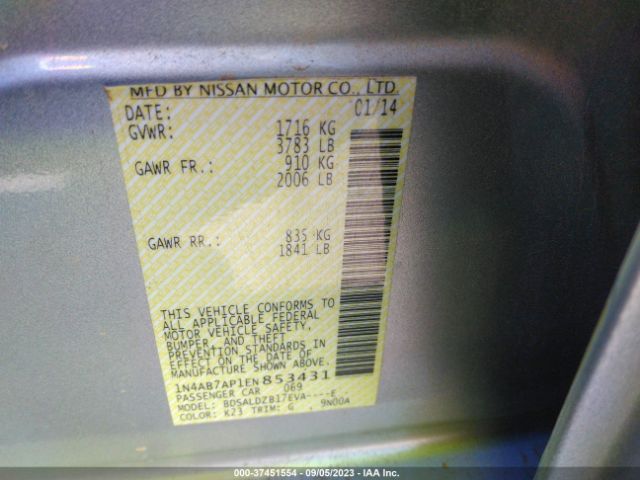 MFD BY NISSAN MOTOR CO., LTD.
DATE: 01/14
GVWR: 1716 KG
3783 LB
GAWR FR.: 910 KG
2006 LB
GAWR RR.: 835 KG
1841 LB
THIS VEHICLE CONFORMS TO
ALL APPLICABLE FEDERAL
MOTOR VEHICLE SAFETY,
BUMPER, AND THEFT
PREVENTION STANDARDS IN
EFFECT ON THE DATE OF
MANUFACTURE SHOWN ABOVE.
1N4AB7AP1EN853431
PASSENGER CAR 069
MODEL: BDSALDZB17EVA----E
COLOR: K23 TRIM: G , 9N00A
000-37451554 - 09/05/2023 - IAA Inc.